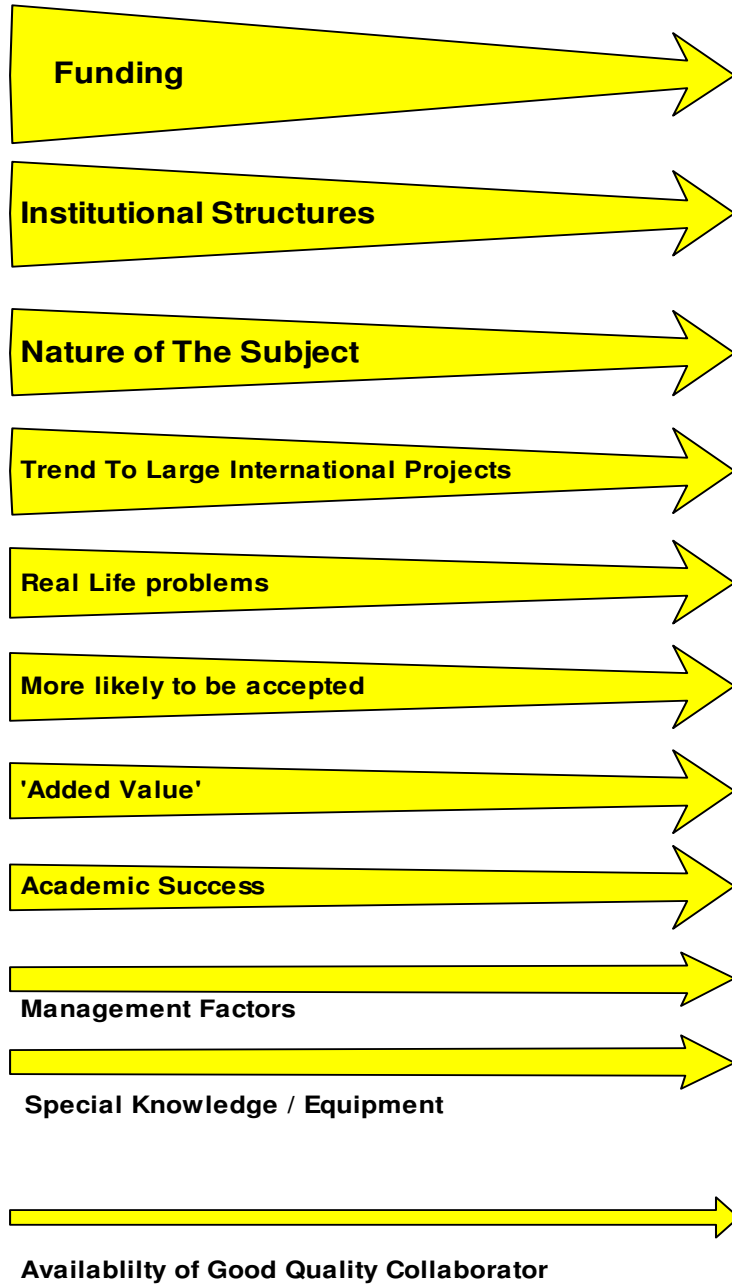 Funding
Institutional Structures
Nature of The Subject
Trend To Large International Projects
Real Life problems
More likely to be accepted
'Added Value'
Academic Success
Management Factors
Special Knowledge / Equipment
Availablilty of Good Quality Collaborator